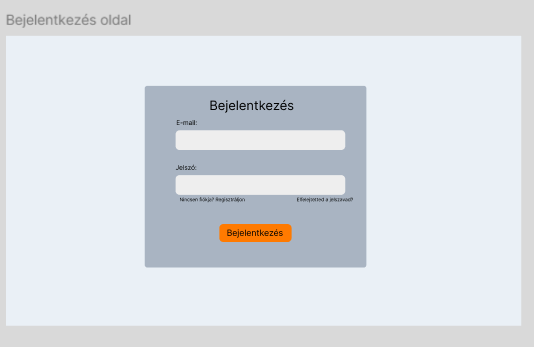 Bejelentkezés oldal
Bejelentkezés
E-mail:
Jelszó:
Nincsen fiókja? Regisztráljon
Elfelejtetted a jelszavad?
Bejelentkezés